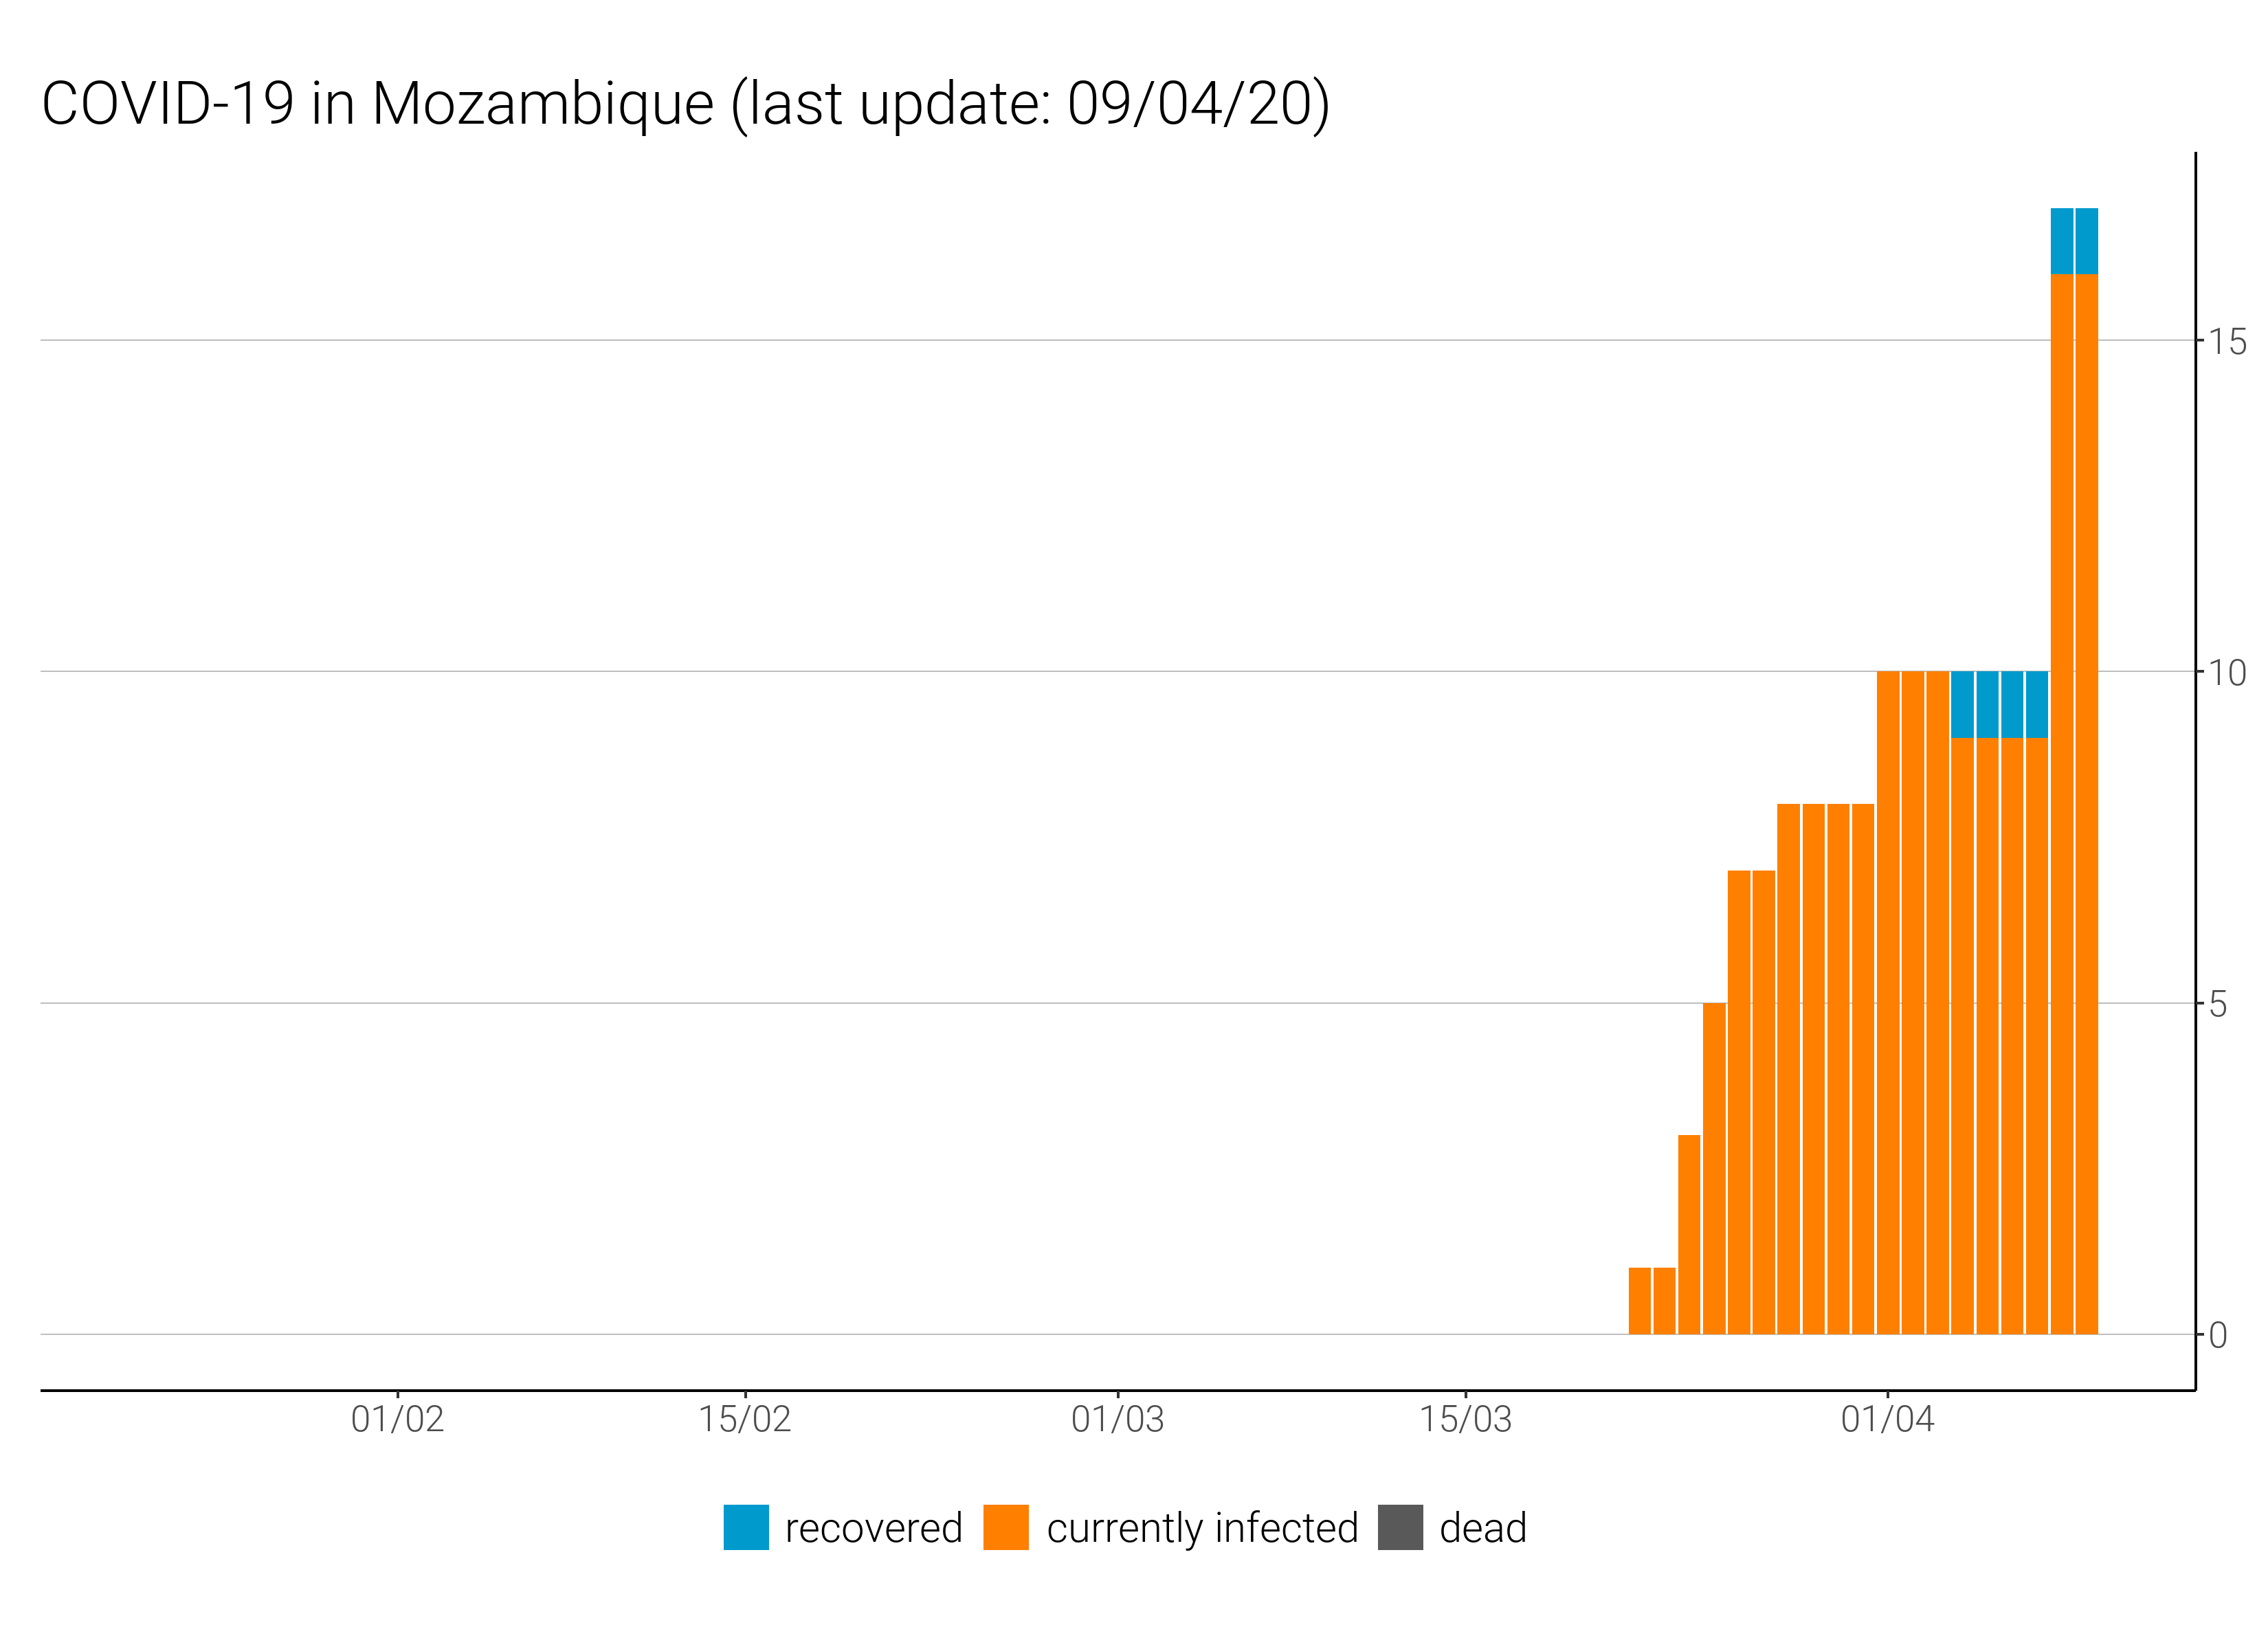 COVID-19 in Mozambique (last update: 09/04/20)
15
10
5
0
01/02 15/02 01/03 15/03 01/04
recovered currently infected dead